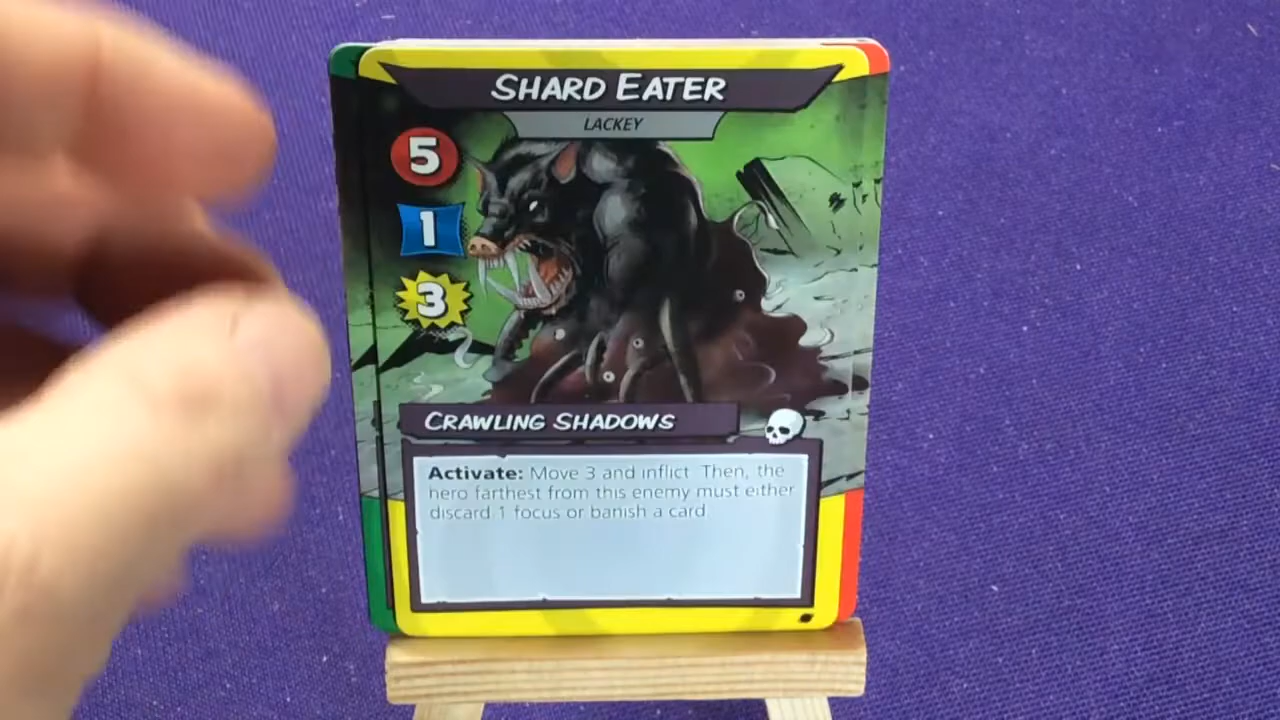 SHARD EATER
LACKEY
5
1
3
CRAWLING SHADOWS
Activate: Move 3 and inflict. Then, the
hero farthest from this enemy must either
discard 1 focus or banish a card.